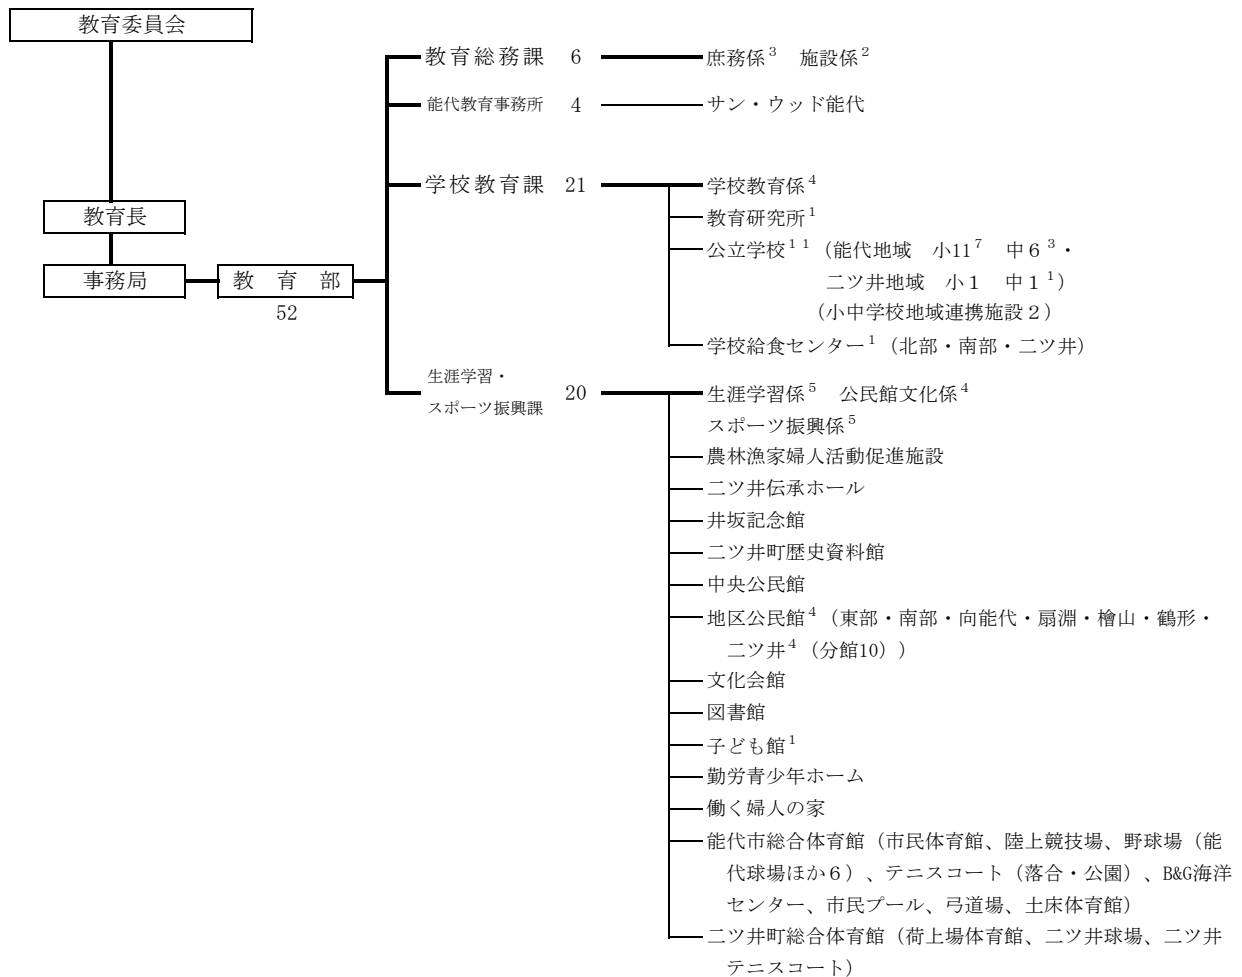 教育委員会
教育長
事務局
教　育　部
52
教育総務課　6
庶務係³　施設係²
能代教育事務所　4
サン・ウッド能代
学校教育課　21
学校教育係⁴
教育研究所¹
公立学校¹¹（能代地域　小11⁷　中６³・
二ツ井地域　小１　中１¹）
（小中学校地域連携施設２）
学校給食センター¹（北部・南部・二ツ井）
生涯学習・
スポーツ振興課　20
生涯学習係⁵　公民館文化係⁴
スポーツ振興係⁵
農林漁家婦人活動促進施設
二ツ井伝承ホール
井坂記念館
二ツ井町歴史資料館
中央公民館
地区公民館⁴（東部・南部・向能代・扇淵・檜山・鶴形・
二ツ井⁴（分館10））
文化会館
図書館
子ども館¹
勤労青少年ホーム
働く婦人の家
能代市総合体育館（市民体育館、陸上競技場、野球場（能
代球場ほか６）、テニスコート（落合・公園）、B&G海洋
センター、市民プール、弓道場、土床体育館）
二ツ井町総合体育館（荷上場体育館、二ツ井球場、二ツ井
テニスコート）